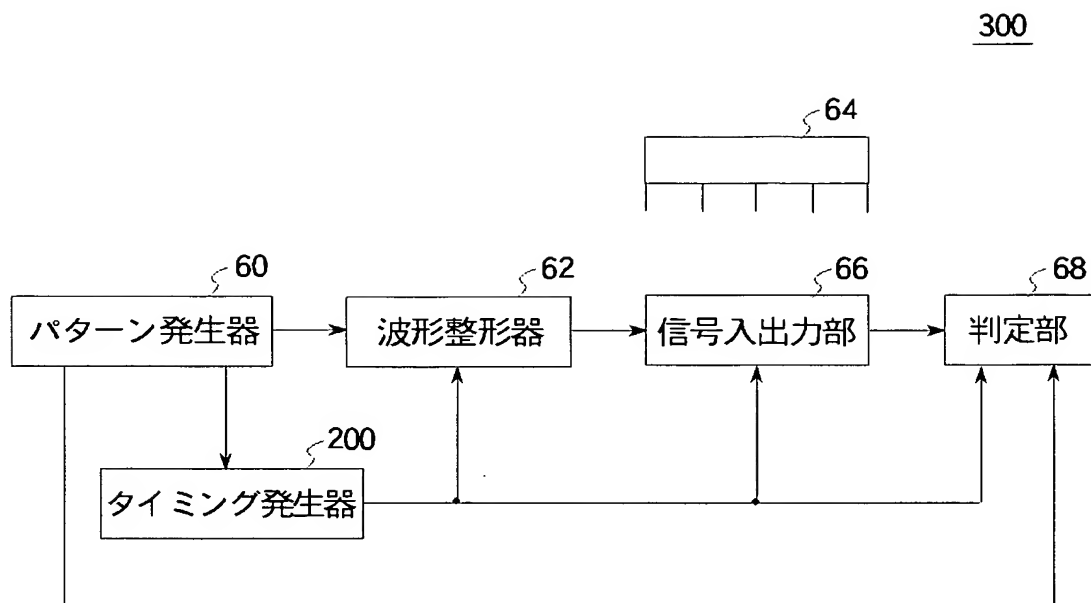 300
64
60
62
66
68
パターン発生器
波形整形器
信号入出力部
判定部
200
タイミング発生器